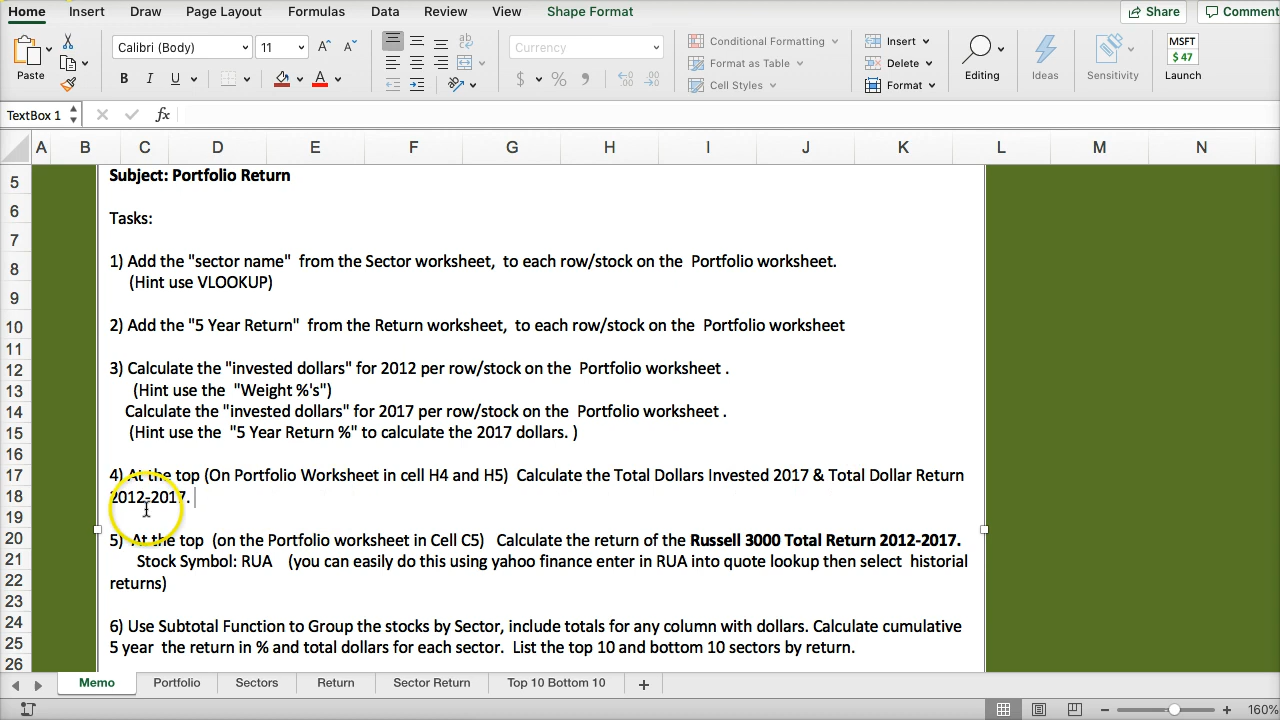 Home Insert Draw Page Layout Formulas Data Review View Shape Format Share Comment
Paste Calibri (Body) 11 A A B I U A Currency $ % Conditional Formatting Format as Table Cell Styles Insert Delete Format Editing Ideas Sensitivity MSFT $ 47 Launch
TextBox 1 fx
A B C D E F G H I J K L M N
5 Subject: Portfolio Return
6 Tasks:
7
8 1) Add the "sector name" from the Sector worksheet, to each row/stock on the Portfolio worksheet.
(Hint use VLOOKUP)
9
10 2) Add the "5 Year Return" from the Return worksheet, to each row/stock on the Portfolio worksheet
11
12 3) Calculate the "invested dollars" for 2012 per row/stock on the Portfolio worksheet .
13 (Hint use the "Weight %'s")
14 Calculate the "invested dollars" for 2017 per row/stock on the Portfolio worksheet .
15 (Hint use the "5 Year Return %" to calculate the 2017 dollars. )
16
17 4) At the top (On Portfolio Worksheet in cell H4 and H5) Calculate the Total Dollars Invested 2017 & Total Dollar Return
18 2012-2017.
19
20 5) At the top (on the Portfolio worksheet in Cell C5) Calculate the return of the Russell 3000 Total Return 2012-2017.
21 Stock Symbol: RUA (you can easily do this using yahoo finance enter in RUA into quote lookup then select historial
22 returns)
23
24 6) Use Subtotal Function to Group the stocks by Sector, include totals for any column with dollars. Calculate cumulative
25 5 year the return in % and total dollars for each sector. List the top 10 and bottom 10 sectors by return.
26
Memo Portfolio Sectors Return Sector Return Top 10 Bottom 10 +
160%